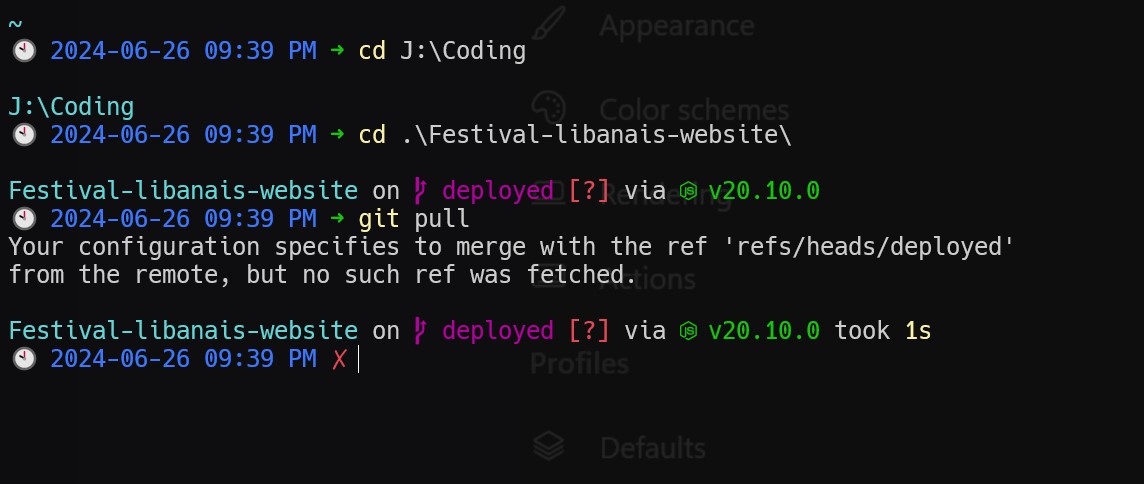 ~
2024-06-26 09:39 PM ➜ cd J:\Coding
J:\Coding
2024-06-26 09:39 PM ➜ cd .\Festival-libanais-website\
Festival-libanais-website on deployed [?] via v20.10.0
2024-06-26 09:39 PM ➜ git pull
Your configuration specifies to merge with the ref 'refs/heads/deployed'
from the remote, but no such ref was fetched.
Festival-libanais-website on deployed [?] via v20.10.0 took 1s
2024-06-26 09:39 PM ✗
Appearance
Color schemes
Rendering
Actions
Profiles
Defaults